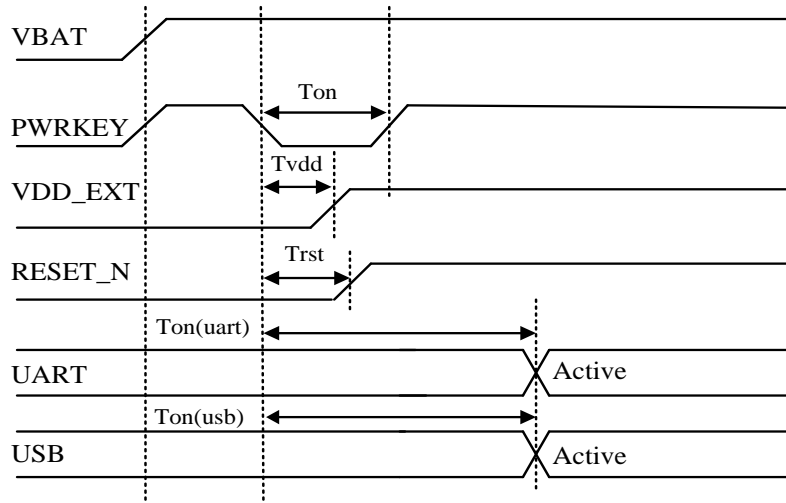 VBAT
Ton
PWRKEY
Tvdd
VDD_EXT
Trst
RESET_N
Ton(uart)
UART
Active
Ton(usb)
USB
Active